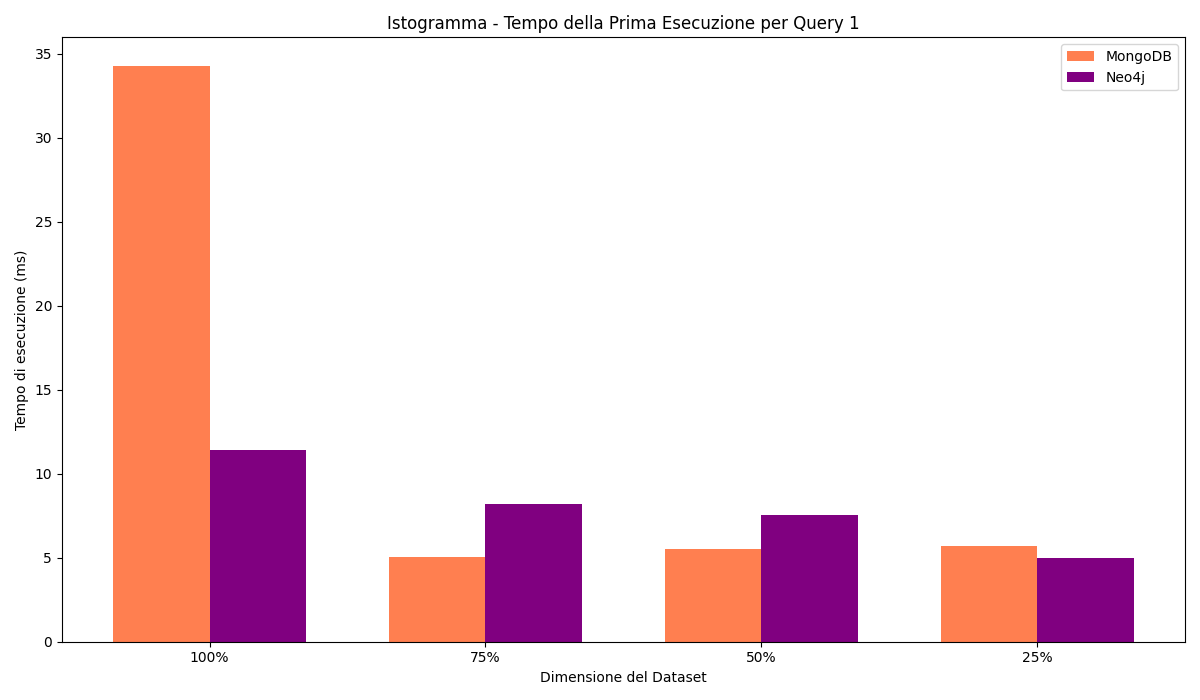 Istogramma - Tempo della Prima Esecuzione per Query 1
MongoDB
Neo4j
Tempo di esecuzione (ms)
35
30
25
20
15
10
5
0
100%
75%
50%
25%
Dimensione del Dataset